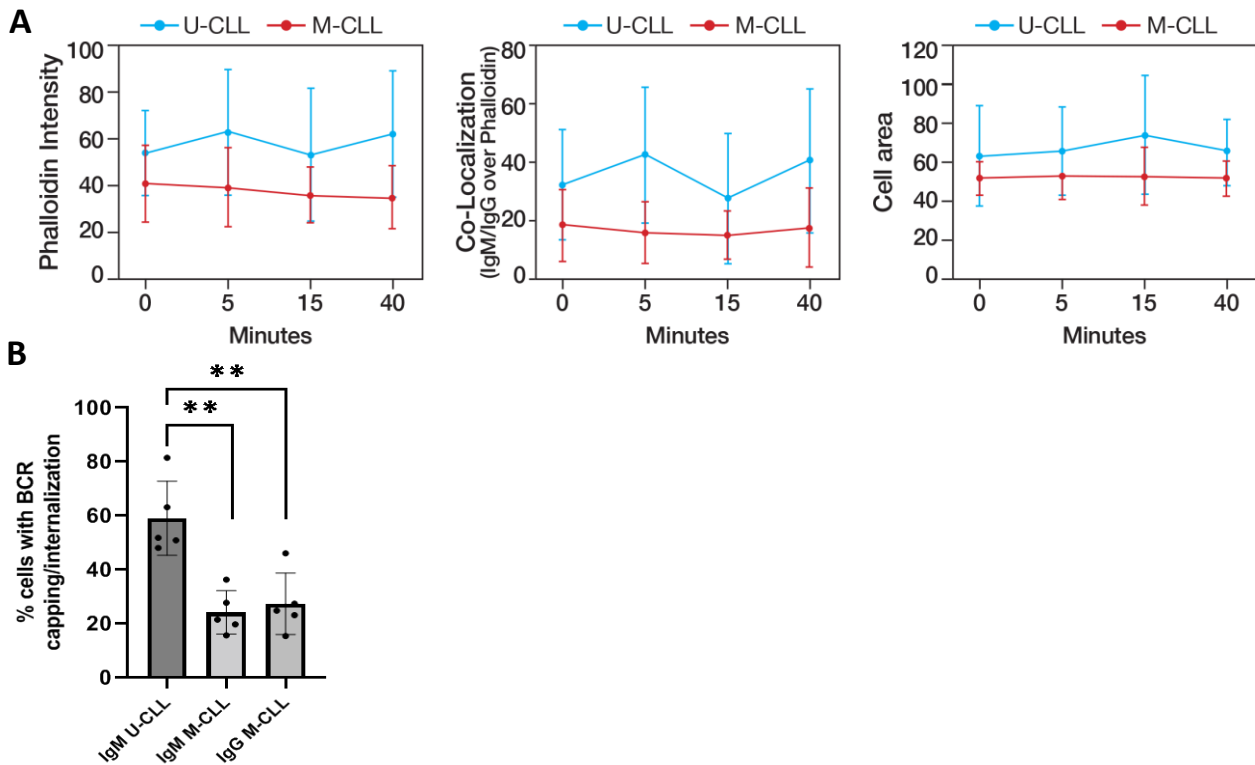 A
U-CLL M-CLL
Phalloidin Intensity
100
80
60
40
20
0
0 5 15 40
Minutes
U-CLL M-CLL
Co-Localization
(IgM/IgG over Phalloidin)
80
60
40
20
0
0 5 15 40
Minutes
U-CLL M-CLL
Cell area
120
100
80
60
40
20
0
0 5 15 40
Minutes
B
**
**
% cells with BCR
capping/internalization
100
80
60
40
20
0
IgM U-CLL
IgM M-CLL
IgG M-CLL